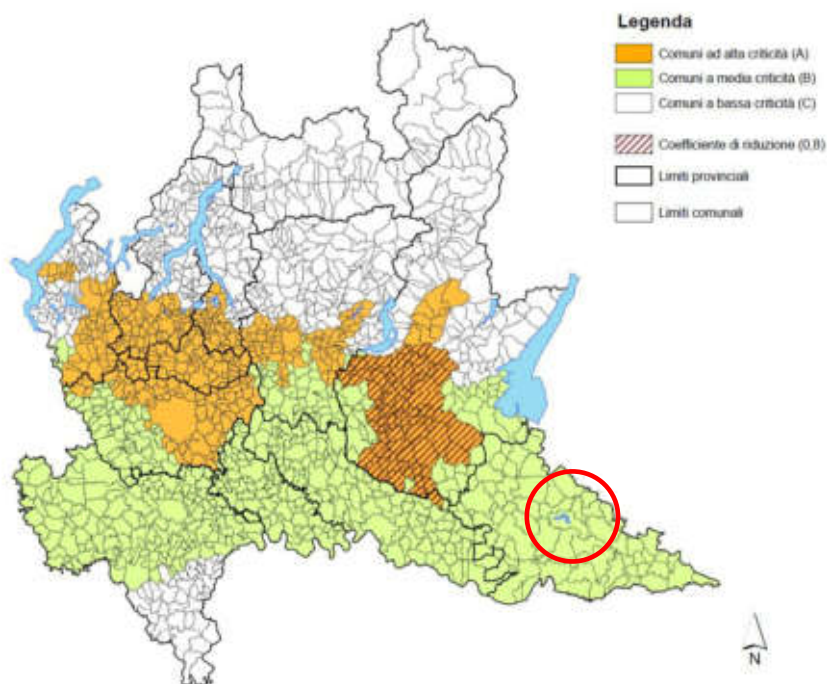 Legenda
Comuni ad alta criticità (A)
Comuni a media criticità (B)
Comuni a bassa criticità (C)
Coefficiente di riduzione (0,8)
Limiti provinciali
Limiti comunali
N